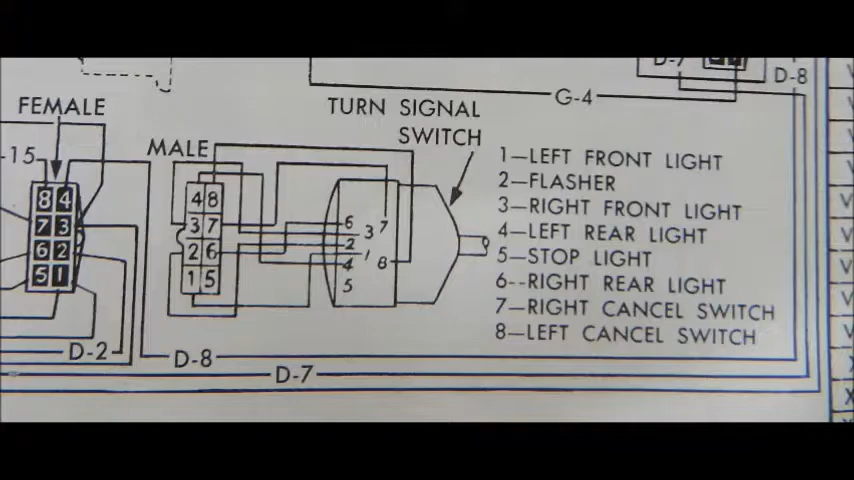 D-7
D-8
G-4
FEMALE
TURN SIGNAL
SWITCH
MALE
-15
8 4
7 3
6 2
5 1
4 8
3 7
2 6
1 5
6
3 7
2
1
4 8
5
1—LEFT FRONT LIGHT
2—FLASHER
3—RIGHT FRONT LIGHT
4—LEFT REAR LIGHT
5—STOP LIGHT
6--RIGHT REAR LIGHT
7—RIGHT CANCEL SWITCH
8—LEFT CANCEL SWITCH
D-2
D-8
D-7